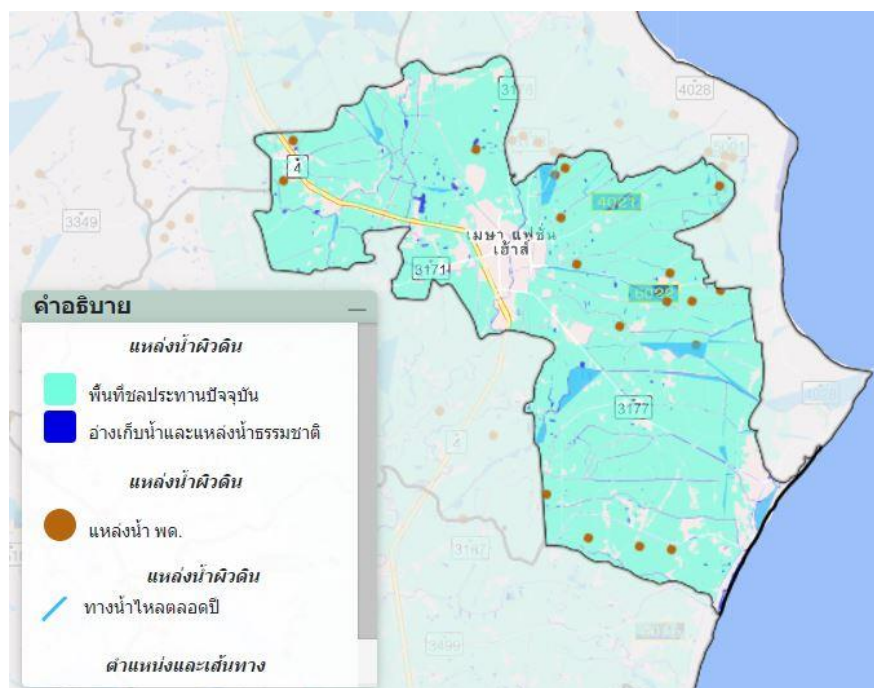 3176
4028
4
4021
3349
เมษา แฟชั่น
เฮ้าส์
3171
คำอธิบาย
แหล่งน้ำผิวดิน
พื้นที่ชลประทานปัจจุบัน
อ่างเก็บน้ำและแหล่งน้ำธรรมชาติ
แหล่งน้ำผิวดิน
แหล่งน้ำ พด.
แหล่งน้ำผิวดิน
ทางน้ำไหลตลอดปี
ตำแหน่งและเส้นทาง
3177
4
3187
3499